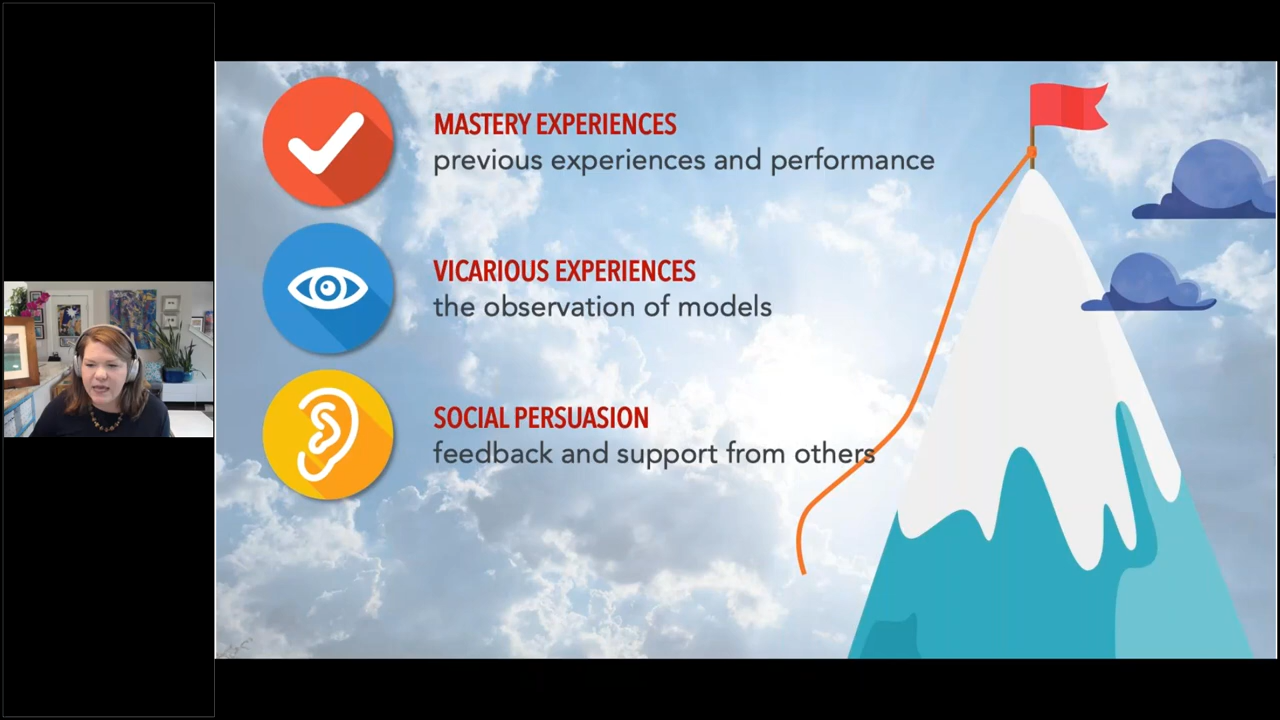 MASTERY EXPERIENCES
previous experiences and performance
VICARIOUS EXPERIENCES
the observation of models
SOCIAL PERSUASION
feedback and support from others